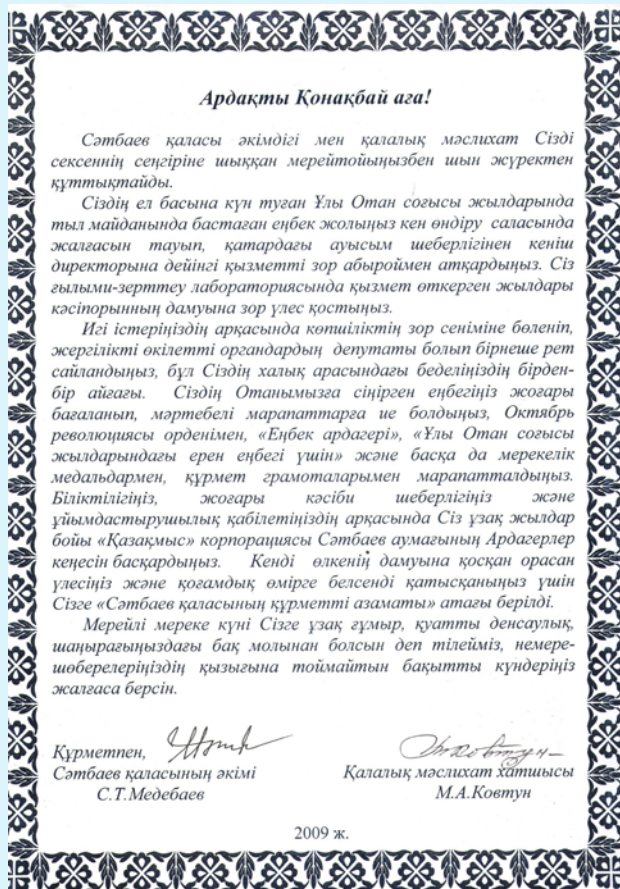 Ардақты Қонақбай аға!
Сәтбаев қаласы әкімдігі мен қалалық мәслихат Сізді
сексеннің сеңгіріне шыққан мерейтойыңызбен шын жүректен
құттықтайды.
Сіздің ел басына күн туған Ұлы Отан соғысы жылдарында
тыл майданында бастаған еңбек жолыңыз кен өндіру саласында
жалғасын тауып, қатардағы ауысым шеберлігінен кеніш
директорына дейінгі қызметті зор абыроймен атқардыңыз. Сіз
ғылыми-зерттеу лабораториясында қызмет өткерген жылдары
кәсіпорынның дамуына зор үлес қостыңыз.
Игі істеріңіздің арқасында көпшіліктің зор сеніміне бөленіп,
жергілікті өкілетті органдардың депутаты болып бірнеше рет
сайландыңыз, бұл Сіздің халық арасындағы беделіңіздің бірден-
бір айғағы. Сіздің Отанымызға сіңірген еңбегіңіз жоғары
бағаланып, мәртебелі марапаттарға ие болдыңыз, Октябрь
революциясы орденімен, «Еңбек ардагері», «Ұлы Отан соғысы
жылдарындағы ерен еңбегі үшін» және басқа да мерекелік
медальдармен, құрмет грамоталарымен марапатталдыңыз.
Біліктілігіңіз, жоғары кәсіби шеберлігіңіз және
ұйымдастырушылық қабілетіңіздің арқасында Сіз ұзақ жылдар
бойы «Қазақмыс» корпорациясы Сәтбаев аумағының Ардагерлер
кеңесін басқардыңыз. Кенді өлкенің дамуына қосқан орасан
үлесіңіз және қоғамдық өмірге белсенді қатысқаныңыз үшін
Сізге «Сәтбаев қаласының құрметті азаматы» атағы берілді.
Мерейлі мереке күні Сізге ұзақ ғұмыр, қуатты денсаулық,
шаңырағыңыздағы бақ молынан болсын деп тілейміз, немере-
шөберелеріңіздің қызығына тоймайтын бақытты күндеріңіз
жалғаса берсін.
Құрметпен,
Сәтбаев қаласының әкімі
С.Т.Медебаев
Қалалық мәслихат хатшысы
М.А.Ковтун
2009 ж.